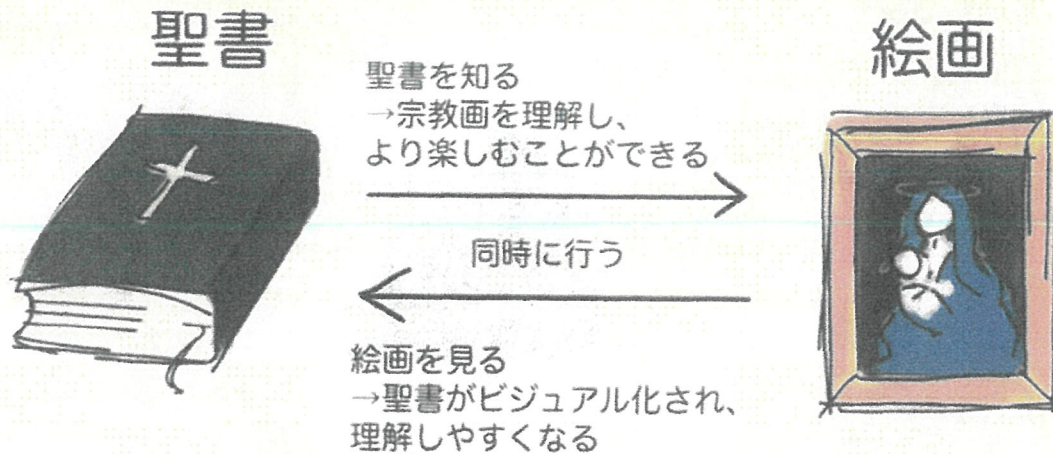 聖書
絵画
聖書を知る
→宗教画を理解し、
より楽しむことができる
同時に行う
絵画を見る
→聖書がビジュアル化され、
理解しやすくなる